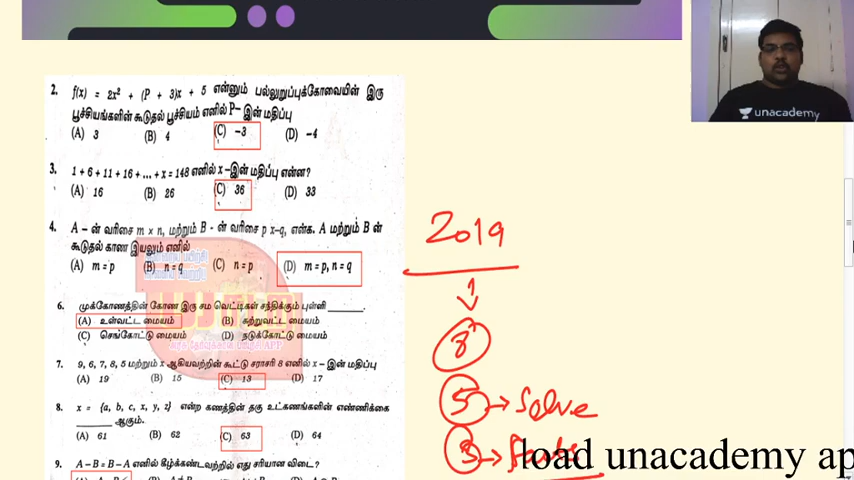 unacademy
2. f(x) = 2x² + (P + 3)x + 5 என்னும் பல்லுறுப்புக்கோவையின் இரு
பூச்சியங்களின் கூடுதல் பூச்சியம் எனில் P-இன் மதிப்பு
(A) 3 (B) 4 (C) -3 (D) -4
3. 1 + 6 + 11 + 16 + ... + x = 148 எனில் x-இன் மதிப்பு என்ன?
(A) 16 (B) 26 (C) 36 (D) 33
4. A - ன் வரிசை m × n, மற்றும் B - ன் வரிசை p x-q, என்க. A மற்றும் B ன்
கூடுதல் காண இயலும் எனில்
(A) m = p (B) n = q (C) n = p (D) m = p, n = q
6. முக்கோணத்தின் கோண இரு சம வெட்டிகள் சந்திக்கும் புள்ளி ______.
(A) உள்வட்ட மையம் (B) சுற்றுவட்ட மையம்
(C) செங்கோட்டு மையம் (D) நடுக்கோட்டு மையம்
7. 9, 6, 7, 8, 5 மற்றும் x ஆகியவற்றின் கூட்டு சராசரி 8 எனில் x-இன் மதிப்பு
(A) 19 (B) 15 (C) 13 (D) 17
8. x = {a, b, c, x, y, z} என்ற கணத்தின் தகு உட்கணங்களின் எண்ணிக்கை
______ ஆகும்.
(A) 61 (B) 62 (C) 63 (D) 64
9. A-B = B-A எனில் கீழ்க்கண்டவற்றில் எது சரியான விடை?
2019
8
5 → Solve
3 →
load unacademy ap